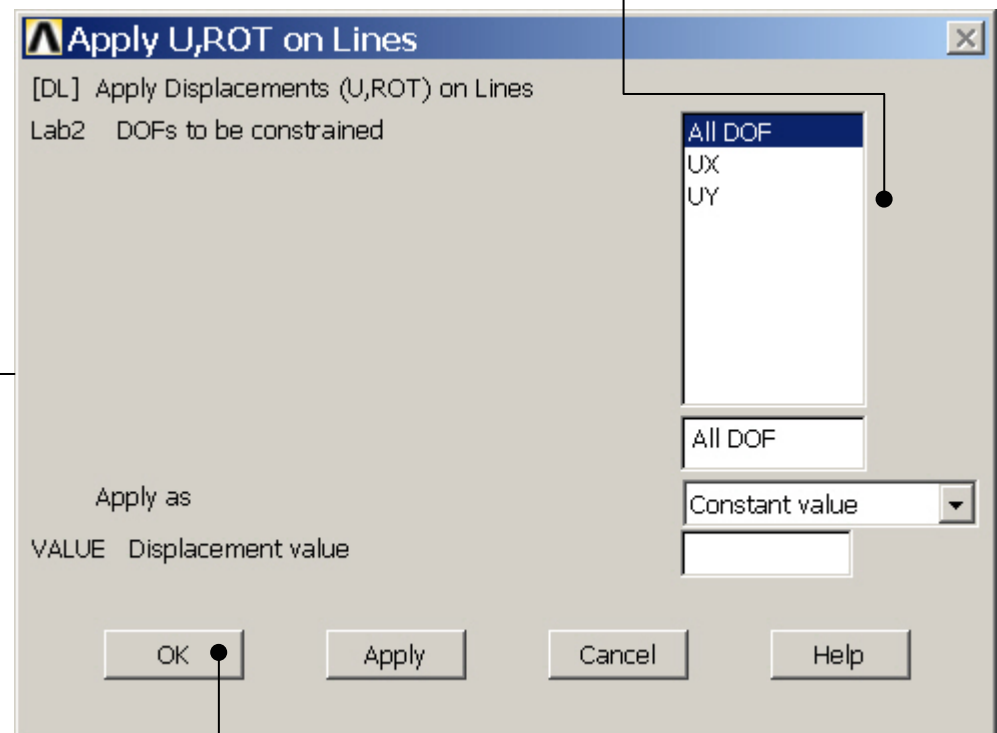 Apply U,ROT on Lines
[DL] Apply Displacements (U,ROT) on Lines
Lab2 DOFs to be constrained
All DOF
UX
UY
All DOF
Apply as
Constant value
VALUE Displacement value
OK
Apply
Cancel
Help